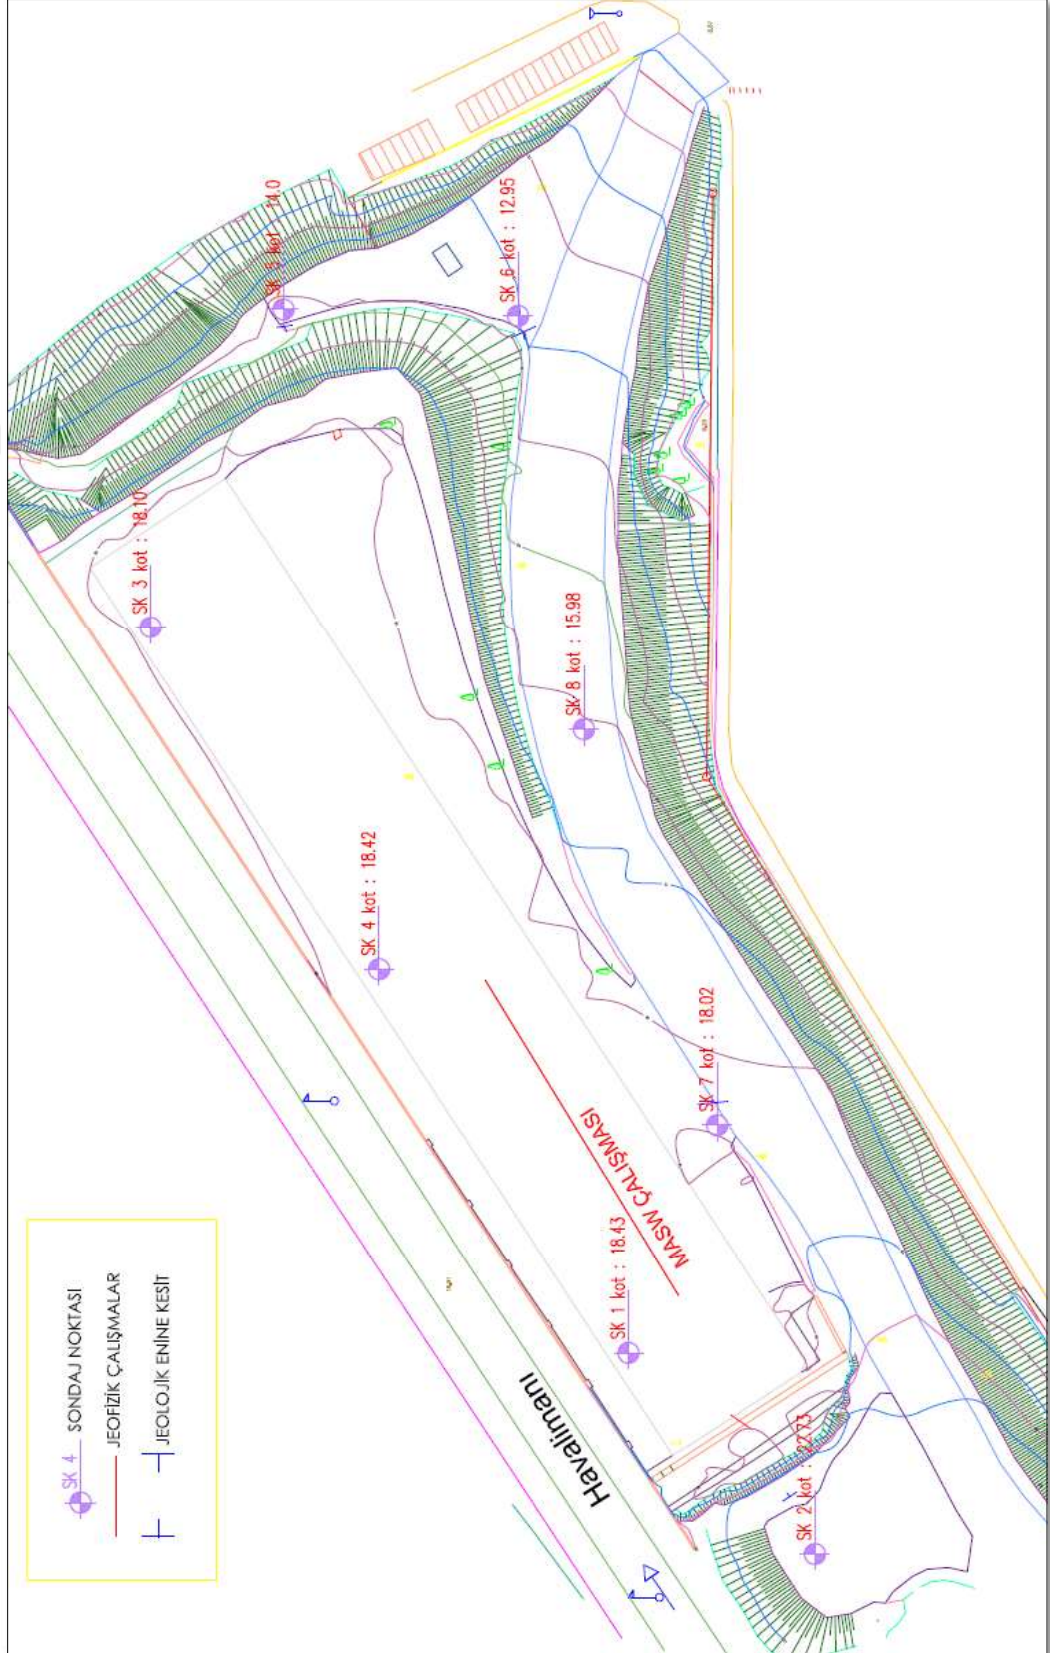 SK 5 kot : 14.0
SK 6 kot : 12.95
SK 3 kot : 18.10
SK 8 kot : 15.98
SK 4 kot : 18.42
SK 7 kot : 18.02
MASW ÇALIŞMASI
SK 1 kot : 18.43
SK 2 kot : 22.73
Havalimanı
SK 4 SONDAJ NOKTASI
JEOFİZİK ÇALIŞMALAR
JEOLOJİK ENİNE KESİT